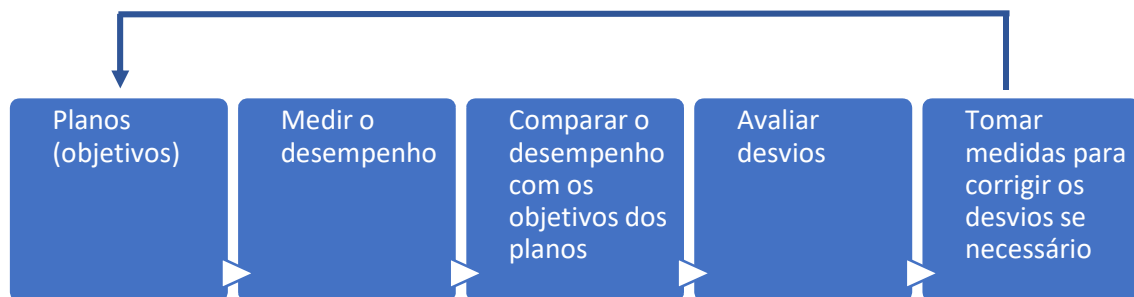 Planos
(objetivos)
Medir o
desempenho
Comparar o
desempenho
com os
objetivos dos
planos
Avaliar
desvios
Tomar
medidas para
corrigir os
desvios se
necessário